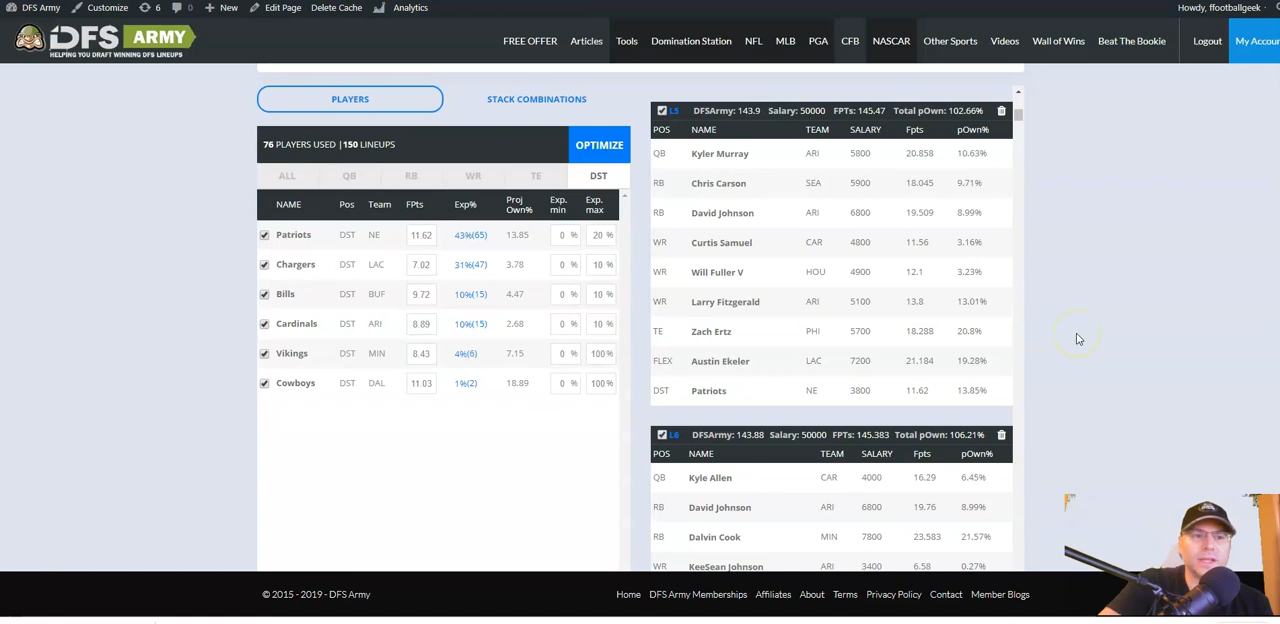 DFS Army Customize 6 0 New Edit Page Delete Cache Analytics Howdy, ffootballgeek
DFS ARMY
HELPING YOU DRAFT WINNING DFS LINEUPS
FREE OFFER Articles Tools Domination Station NFL MLB PGA CFB NASCAR Other Sports Videos Wall of Wins Beat The Bookie Logout My Accou
PLAYERS STACK COMBINATIONS
76 PLAYERS USED |150 LINEUPS OPTIMIZE
ALL QB RB WR TE DST
NAME Pos Team FPts Exp% Proj Own% Exp. min Exp. max
Patriots DST NE 11.62 43%(65) 13.85 0 % 20 %
Chargers DST LAC 7.02 31%(47) 3.78 0 % 10 %
Bills DST BUF 9.72 10%(15) 4.47 0 % 10 %
Cardinals DST ARI 8.89 10%(15) 2.68 0 % 10 %
Vikings DST MIN 8.43 4%(6) 7.15 0 % 100 %
Cowboys DST DAL 11.03 1%(2) 18.89 0 % 100 %
L5 DFSArmy: 143.9 Salary: 50000 FPTs: 145.47 Total pOwn: 102.66%
POS NAME TEAM SALARY Fpts pOwn%
QB Kyler Murray ARI 5800 20.858 10.63%
RB Chris Carson SEA 5900 18.045 9.71%
RB David Johnson ARI 6800 19.509 8.99%
WR Curtis Samuel CAR 4800 11.56 3.16%
WR Will Fuller V HOU 4900 12.1 3.23%
WR Larry Fitzgerald ARI 5100 13.8 13.01%
TE Zach Ertz PHI 5700 18.288 20.8%
FLEX Austin Ekeler LAC 7200 21.184 19.28%
DST Patriots NE 3800 11.62 13.85%
L6 DFSArmy: 143.88 Salary: 50000 FPTs: 145.383 Total pOwn: 106.21%
POS NAME TEAM SALARY Fpts pOwn%
QB Kyle Allen CAR 4000 16.29 6.45%
RB David Johnson ARI 6800 19.76 8.99%
RB Dalvin Cook MIN 7800 23.583 21.57%
WR KeeSean Johnson ARI 3400 6.58 0.27%
© 2015 - 2019 - DFS Army Home DFS Army Memberships Affiliates About Terms Privacy Policy Contact Member Blogs